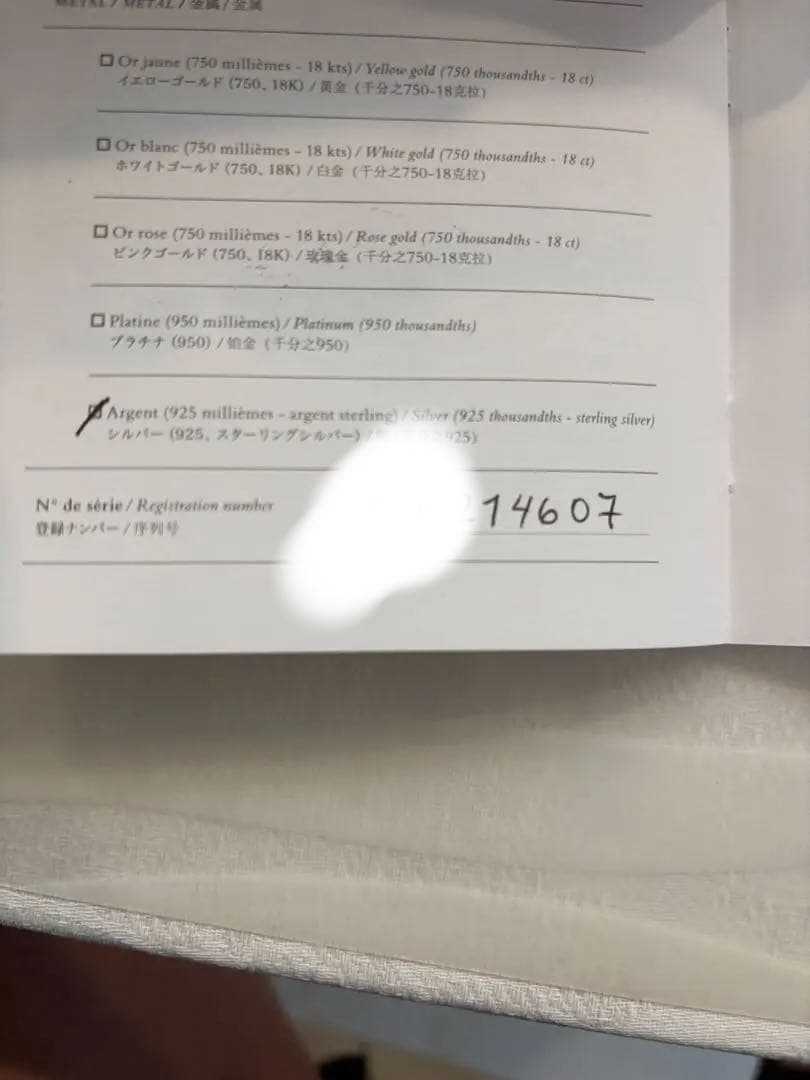 METAL / METAL / 金属 / 金属
Or jaune (750 millièmes - 18 kts) / Yellow gold (750 thousandths - 18 ct)
イエローゴールド (750、18K) / 黄金（千分之750-18克拉）
Or blanc (750 millièmes - 18 kts) / White gold (750 thousandths - 18 ct)
ホワイトゴールド (750、18K) / 白金（千分之750-18克拉）
Or rose (750 millièmes - 18 kts) / Rose gold (750 thousandths - 18 ct)
ピンクゴールド (750、18K) / 玫瑰金（千分之750-18克拉）
Platine (950 millièmes) / Platinum (950 thousandths)
プラチナ (950) / 铂金（千分之950）
Argent (925 millièmes - argent sterling) / Silver (925 thousandths - sterling silver)
シルバー (925、スターリングシルバー) / 925)
N° de série / Registration number
14607
登録ナンバー / 序列号